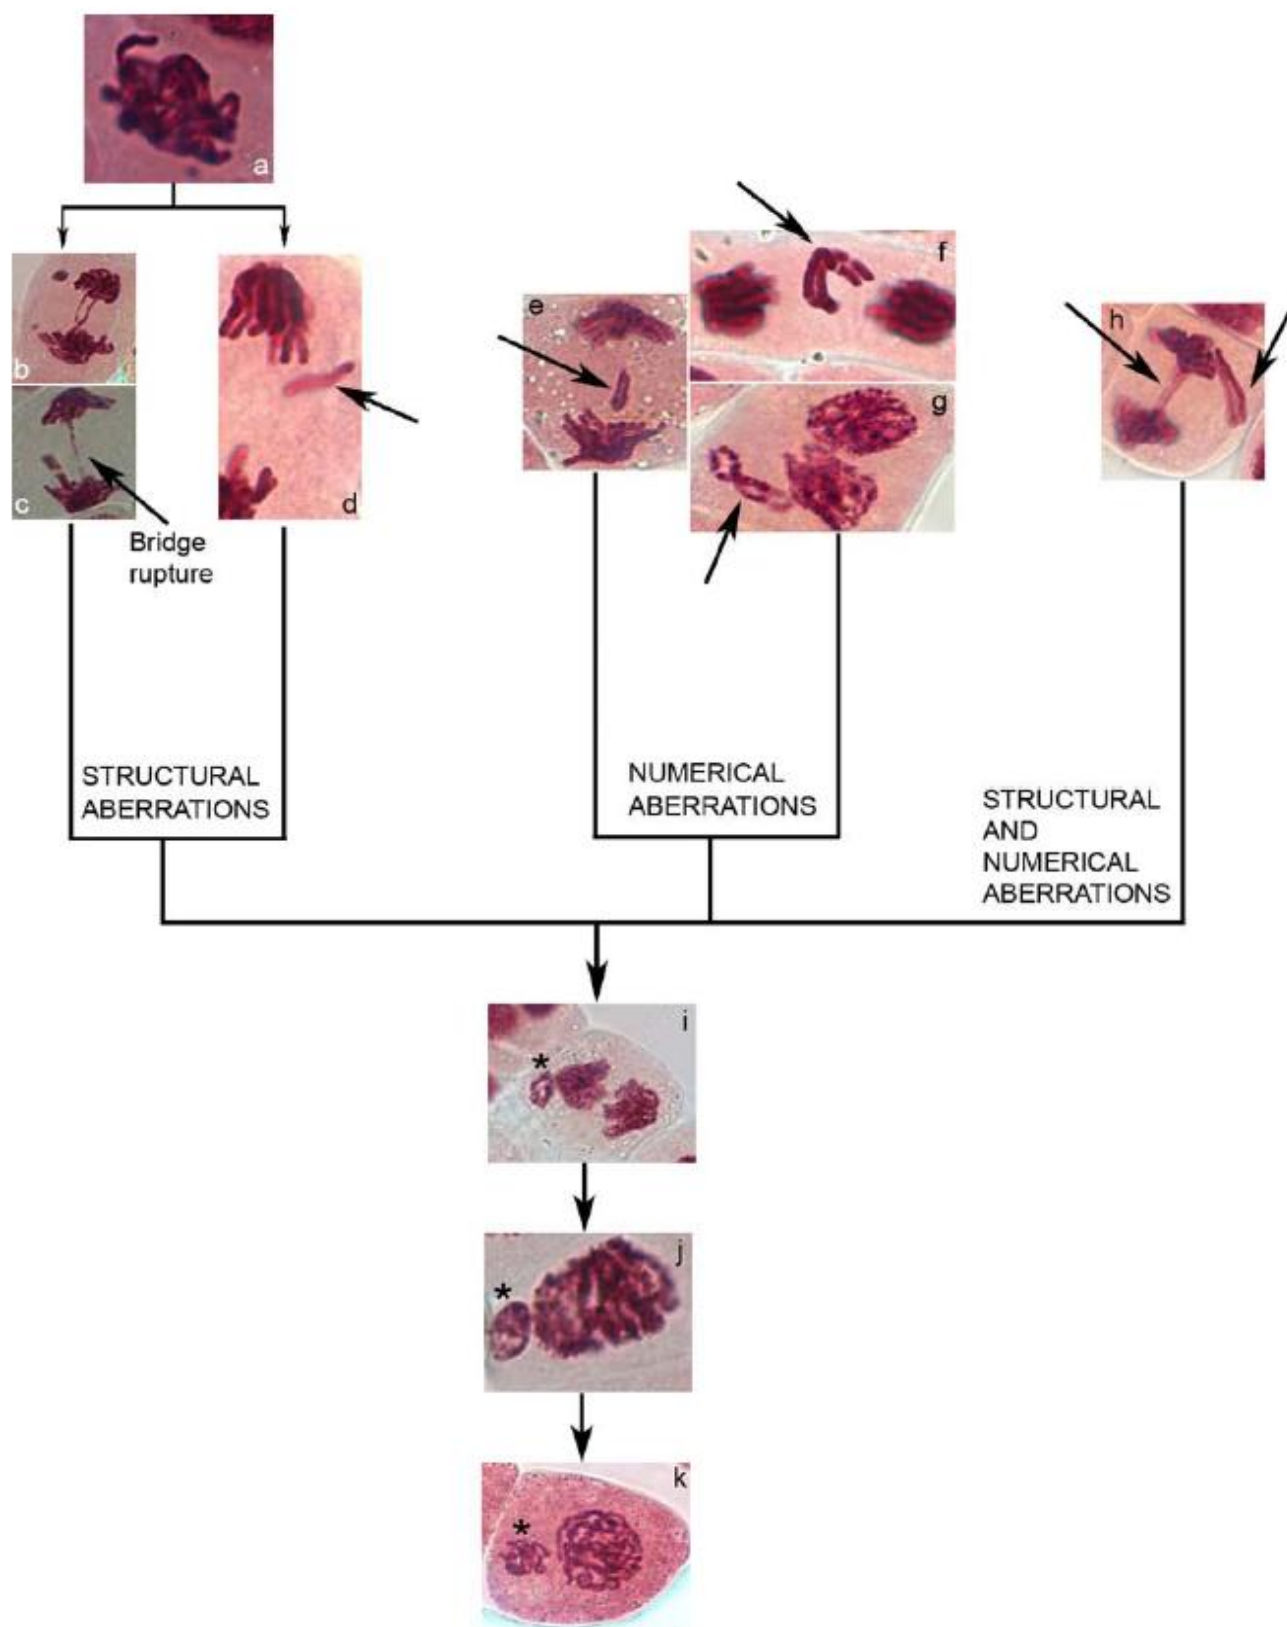 a
b
c
Bridge
rupture
d
e
f
g
h
STRUCTURAL
ABERRATIONS
NUMERICAL
ABERRATIONS
STRUCTURAL
AND
NUMERICAL
ABERRATIONS
*
i
*
j
*
k